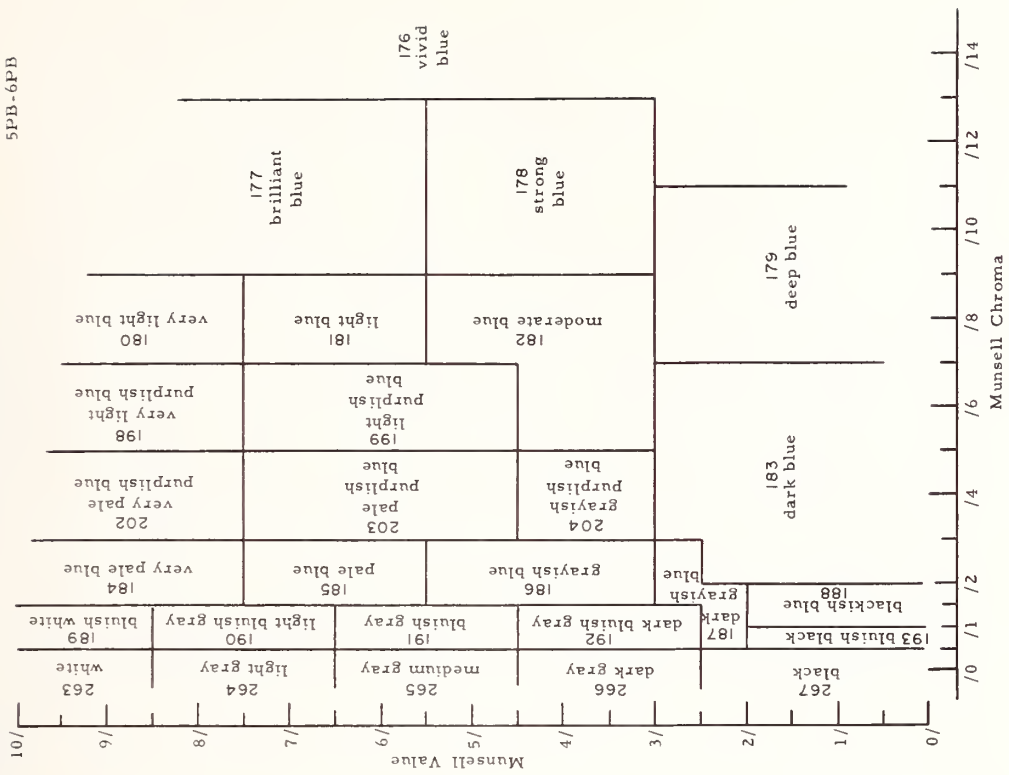 5PB-6PB
176
vivid
blue
177
brilliant
blue
178
strong
blue
179
deep blue
180
very light blue
181
light blue
182
moderate blue
198
very light
purplish blue
199
light
purplish
blue
202
very pale
purplish blue
203
pale
purplish
blue
204
grayish
purplish
blue
183
dark blue
184
very pale blue
185
pale blue
186
grayish blue
187
dark
grayish
blue
188
blackish blue
189
bluish white
190
light bluish gray
191
bluish gray
192
dark bluish gray
193 bluish black
263
white
264
light gray
265
medium gray
266
dark gray
267
black
10/
9/
8/
7/
6/
5/
4/
3/
2/
1/
0/
Munsell Value
/0
/1
/2
/4
/6
/8
/10
/12
/14
Munsell Chroma